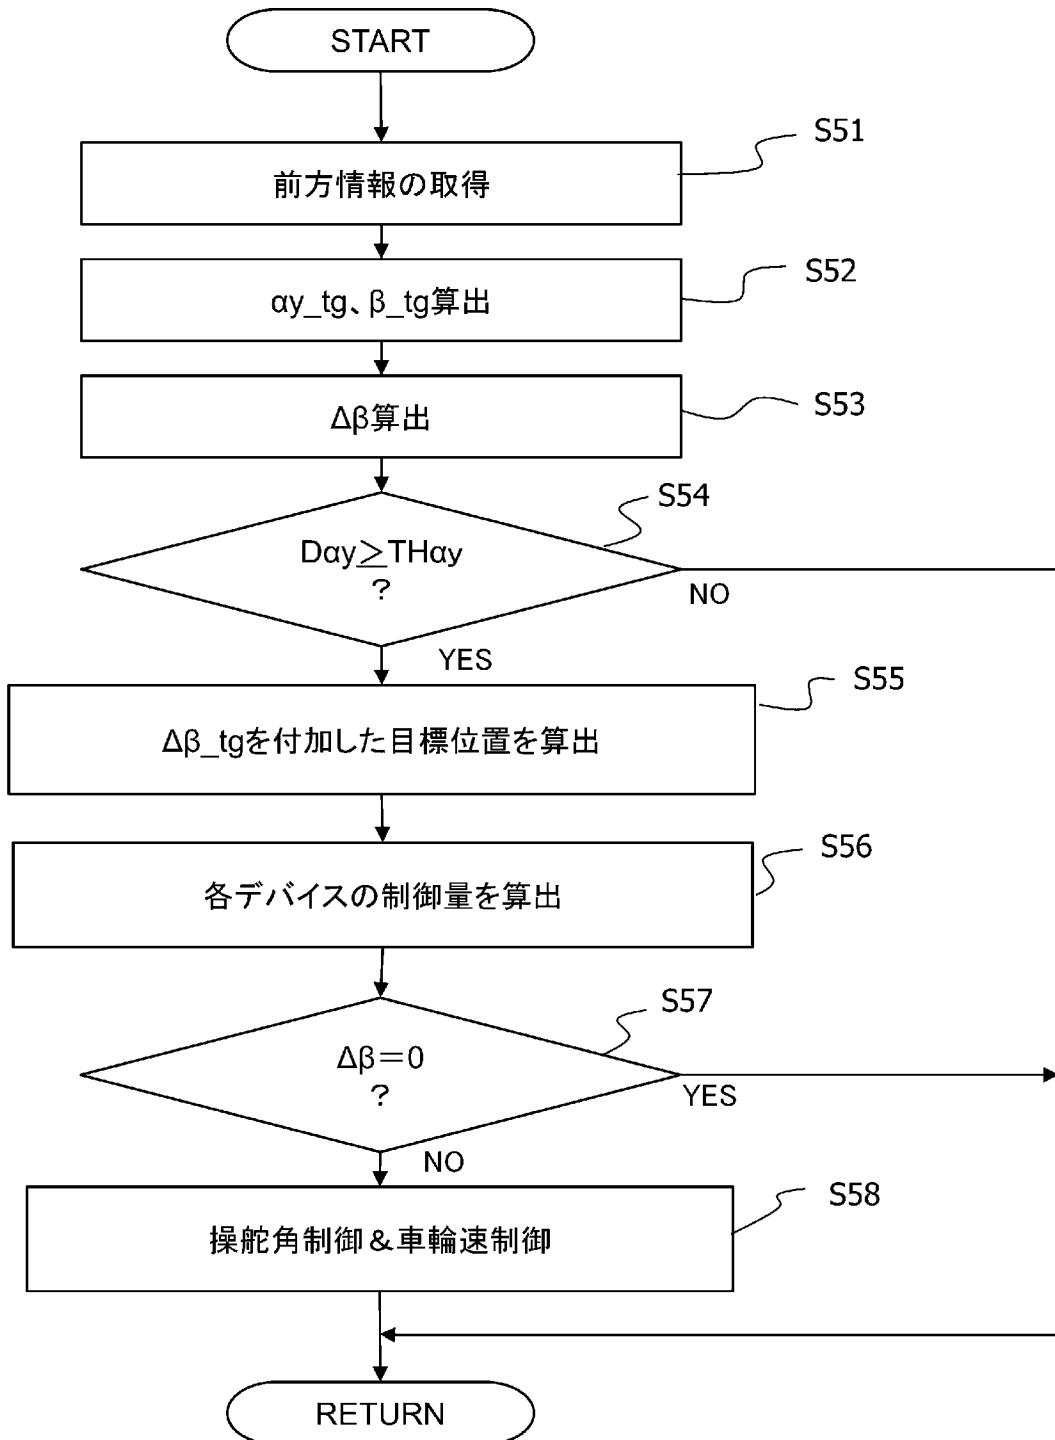 START
S51
前方情報の取得
S52
αy_tg、β_tg算出
S53
Δβ算出
S54
Dαy≥THαy
?
NO
YES
S55
Δβ_tgを付加した目標位置を算出
S56
各デバイスの制御量を算出
S57
Δβ＝0
?
YES
NO
S58
操舵角制御＆車輪速制御
RETURN